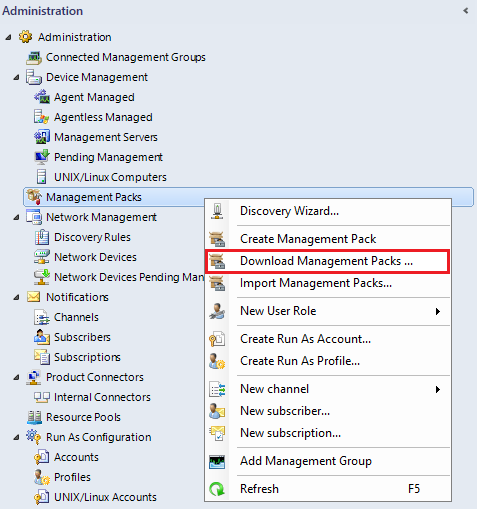 Administration
Administration
Connected Management Groups
Device Management
Agent Managed
Agentless Managed
Management Servers
Pending Management
UNIX/Linux Computers
Management Packs
Network Management
Discovery Rules
Network Devices
Network Devices Pending Man
Notifications
Channels
Subscribers
Subscriptions
Product Connectors
Internal Connectors
Resource Pools
Run As Configuration
Accounts
Profiles
UNIX/Linux Accounts
Discovery Wizard...
Create Management Pack
Download Management Packs ...
Import Management Packs...
New User Role
Create Run As Account...
Create Run As Profile...
New channel
New subscriber...
New subscription...
Add Management Group
Refresh F5